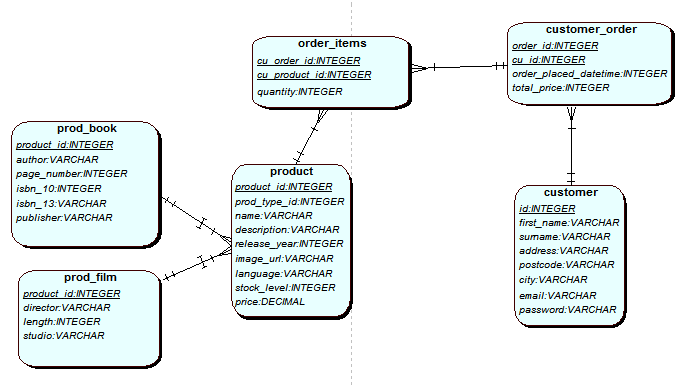 order_items
cu_order_id:INTEGER
cu_product_id:INTEGER
quantity:INTEGER
customer_order
order_id:INTEGER
cu_id:INTEGER
order_placed_datetime:INTEGER
total_price:INTEGER
prod_book
product_id:INTEGER
author:VARCHAR
page_number:INTEGER
isbn_10:INTEGER
isbn_13:VARCHAR
publisher:VARCHAR
product
product_id:INTEGER
prod_type_id:INTEGER
name:VARCHAR
description:VARCHAR
release_year:INTEGER
image_url:VARCHAR
language:VARCHAR
stock_level:INTEGER
price:DECIMAL
customer
id:INTEGER
first_name:VARCHAR
surname:VARCHAR
address:VARCHAR
postcode:VARCHAR
city:VARCHAR
email:VARCHAR
password:VARCHAR
prod_film
product_id:INTEGER
director:VARCHAR
length:INTEGER
studio:VARCHAR